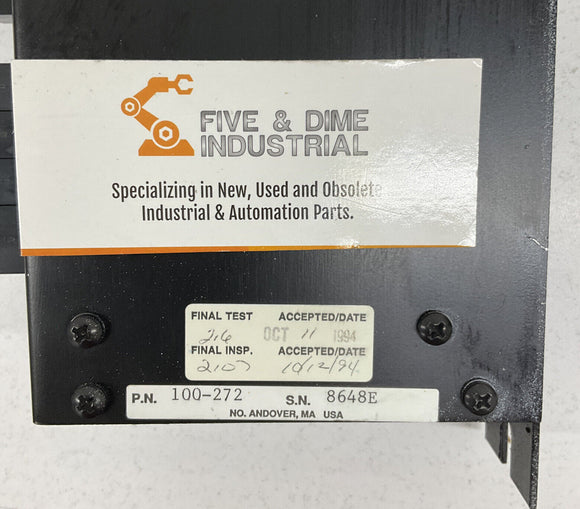 FIVE & DIME
INDUSTRIAL
Specializing in New, Used and Obsolete
Industrial & Automation Parts.
FINAL TEST ACCEPTED/DATE
26 OCT 11 1994
FINAL INSP. ACCEPTED/DATE
10/12/94
P.N. 100-272 S.N. 8648E
NO. ANDOVER, MA USA